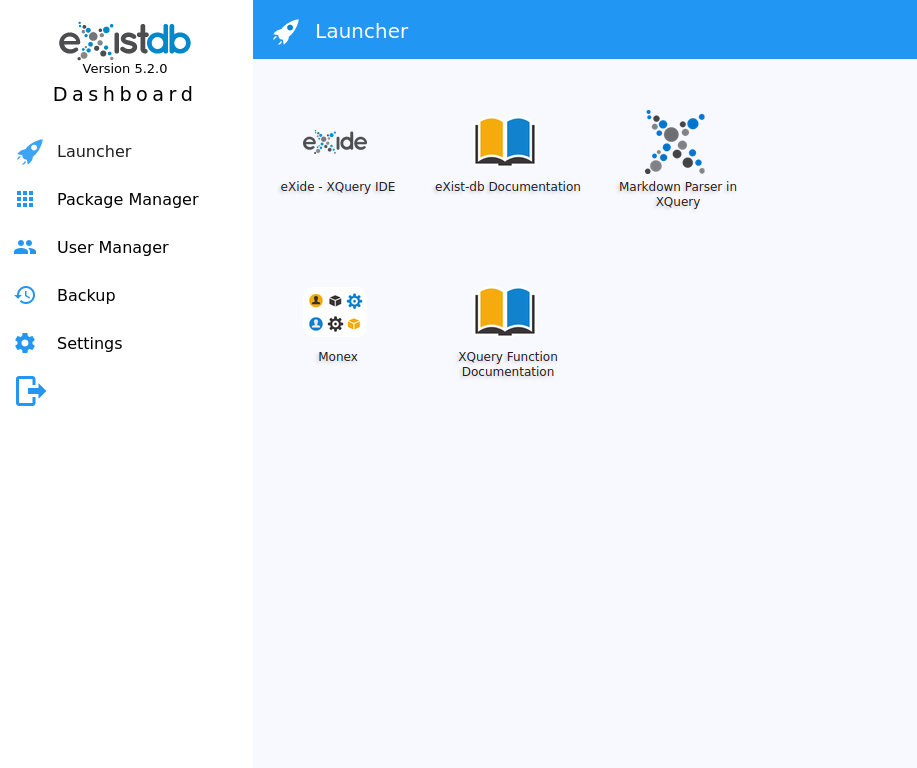 eXistdb
Version 5.2.0
Dashboard
Launcher
Package Manager
User Manager
Backup
Settings
Launcher
eXide
eXide - XQuery IDE
eXist-db Documentation
Markdown Parser in
XQuery
Monex
XQuery Function
Documentation